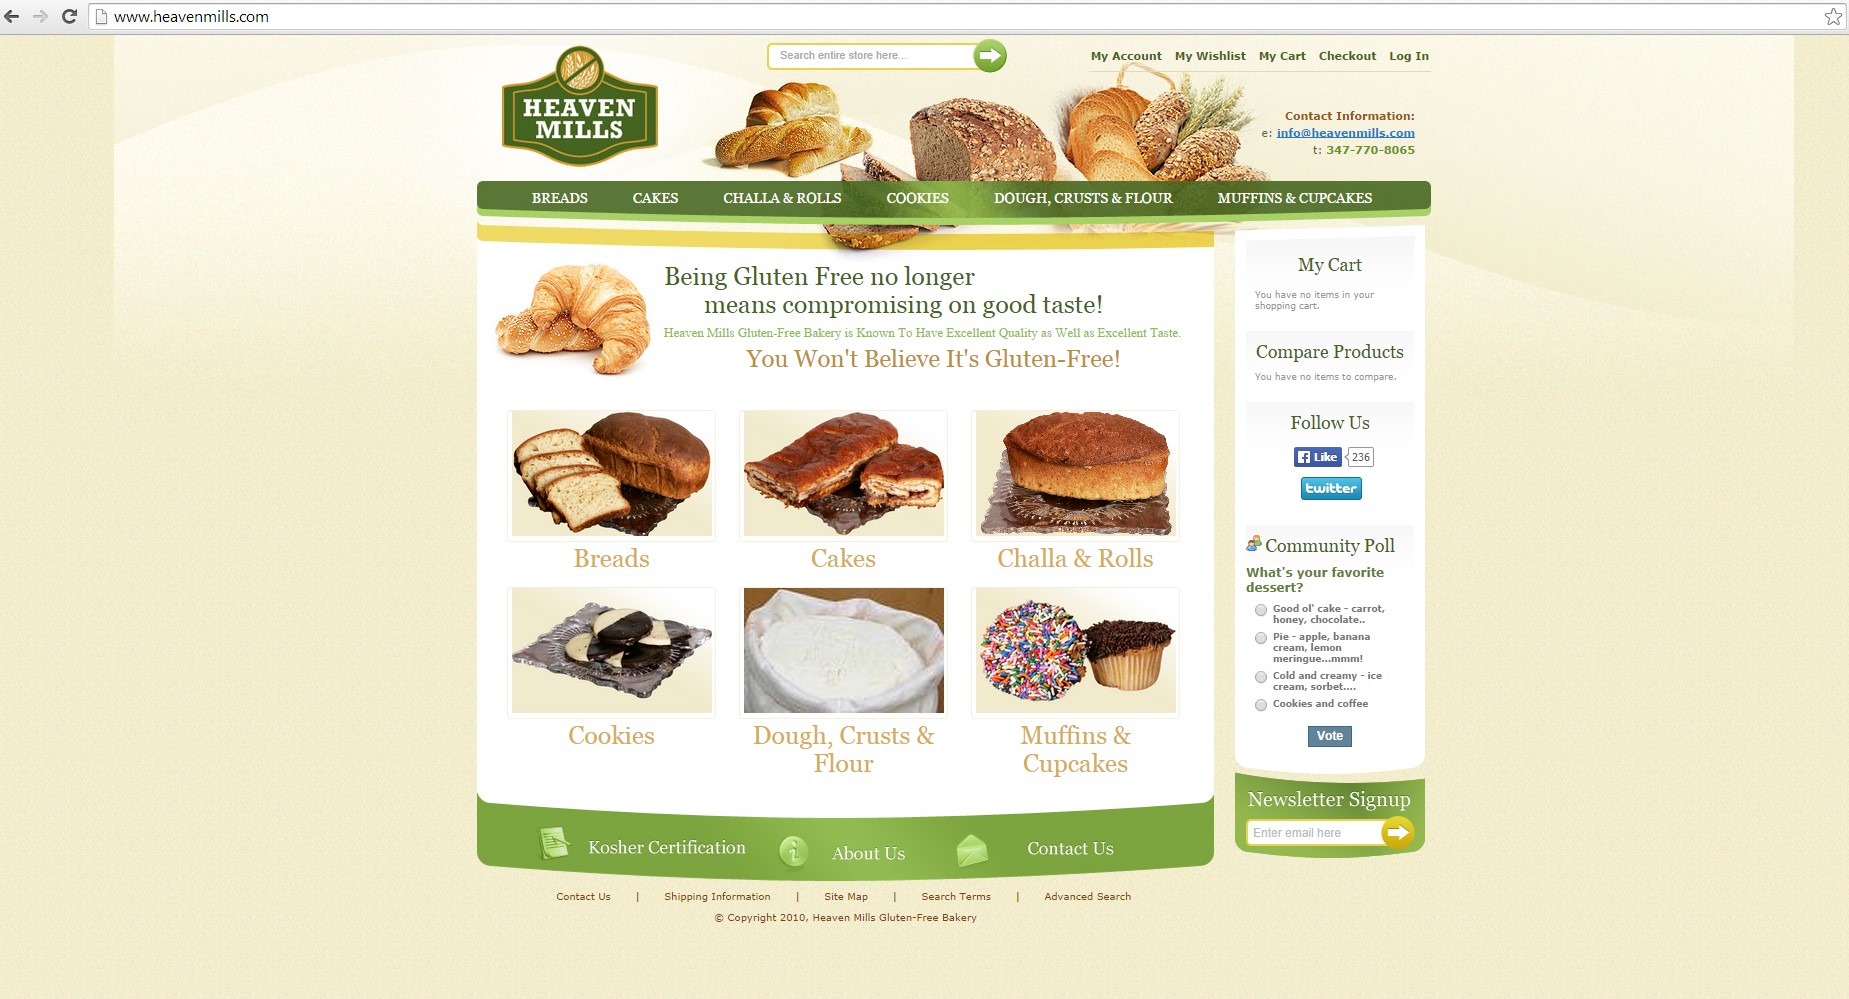 www.heavenmills.com
Search entire store here...
My Account My Wishlist My Cart Checkout Log In
HEAVEN
MILLS
Contact Information:
e: info@heavenmills.com
t: 347-770-8065
BREADS CAKES CHALLA & ROLLS COOKIES DOUGH, CRUSTS & FLOUR MUFFINS & CUPCAKES
Being Gluten Free no longer
means compromising on good taste!
Heaven Mills Gluten-Free Bakery is Known To Have Excellent Quality as Well as Excellent Taste.
You Won't Believe It's Gluten-Free!
Breads
Cakes
Challa & Rolls
Cookies
Dough, Crusts &
Flour
Muffins &
Cupcakes
My Cart
You have no items in your
shopping cart.
Compare Products
You have no items to compare.
Follow Us
Like 236
twitter
Community Poll
What's your favorite
dessert?
Good ol' cake - carrot,
honey, chocolate..
Pie - apple, banana
cream, lemon
meringue...mmm!
Cold and creamy - ice
cream, sorbet....
Cookies and coffee
Vote
Newsletter Signup
Enter email here
Kosher Certification
About Us
Contact Us
Contact Us | Shipping Information | Site Map | Search Terms | Advanced Search
© Copyright 2010, Heaven Mills Gluten-Free Bakery